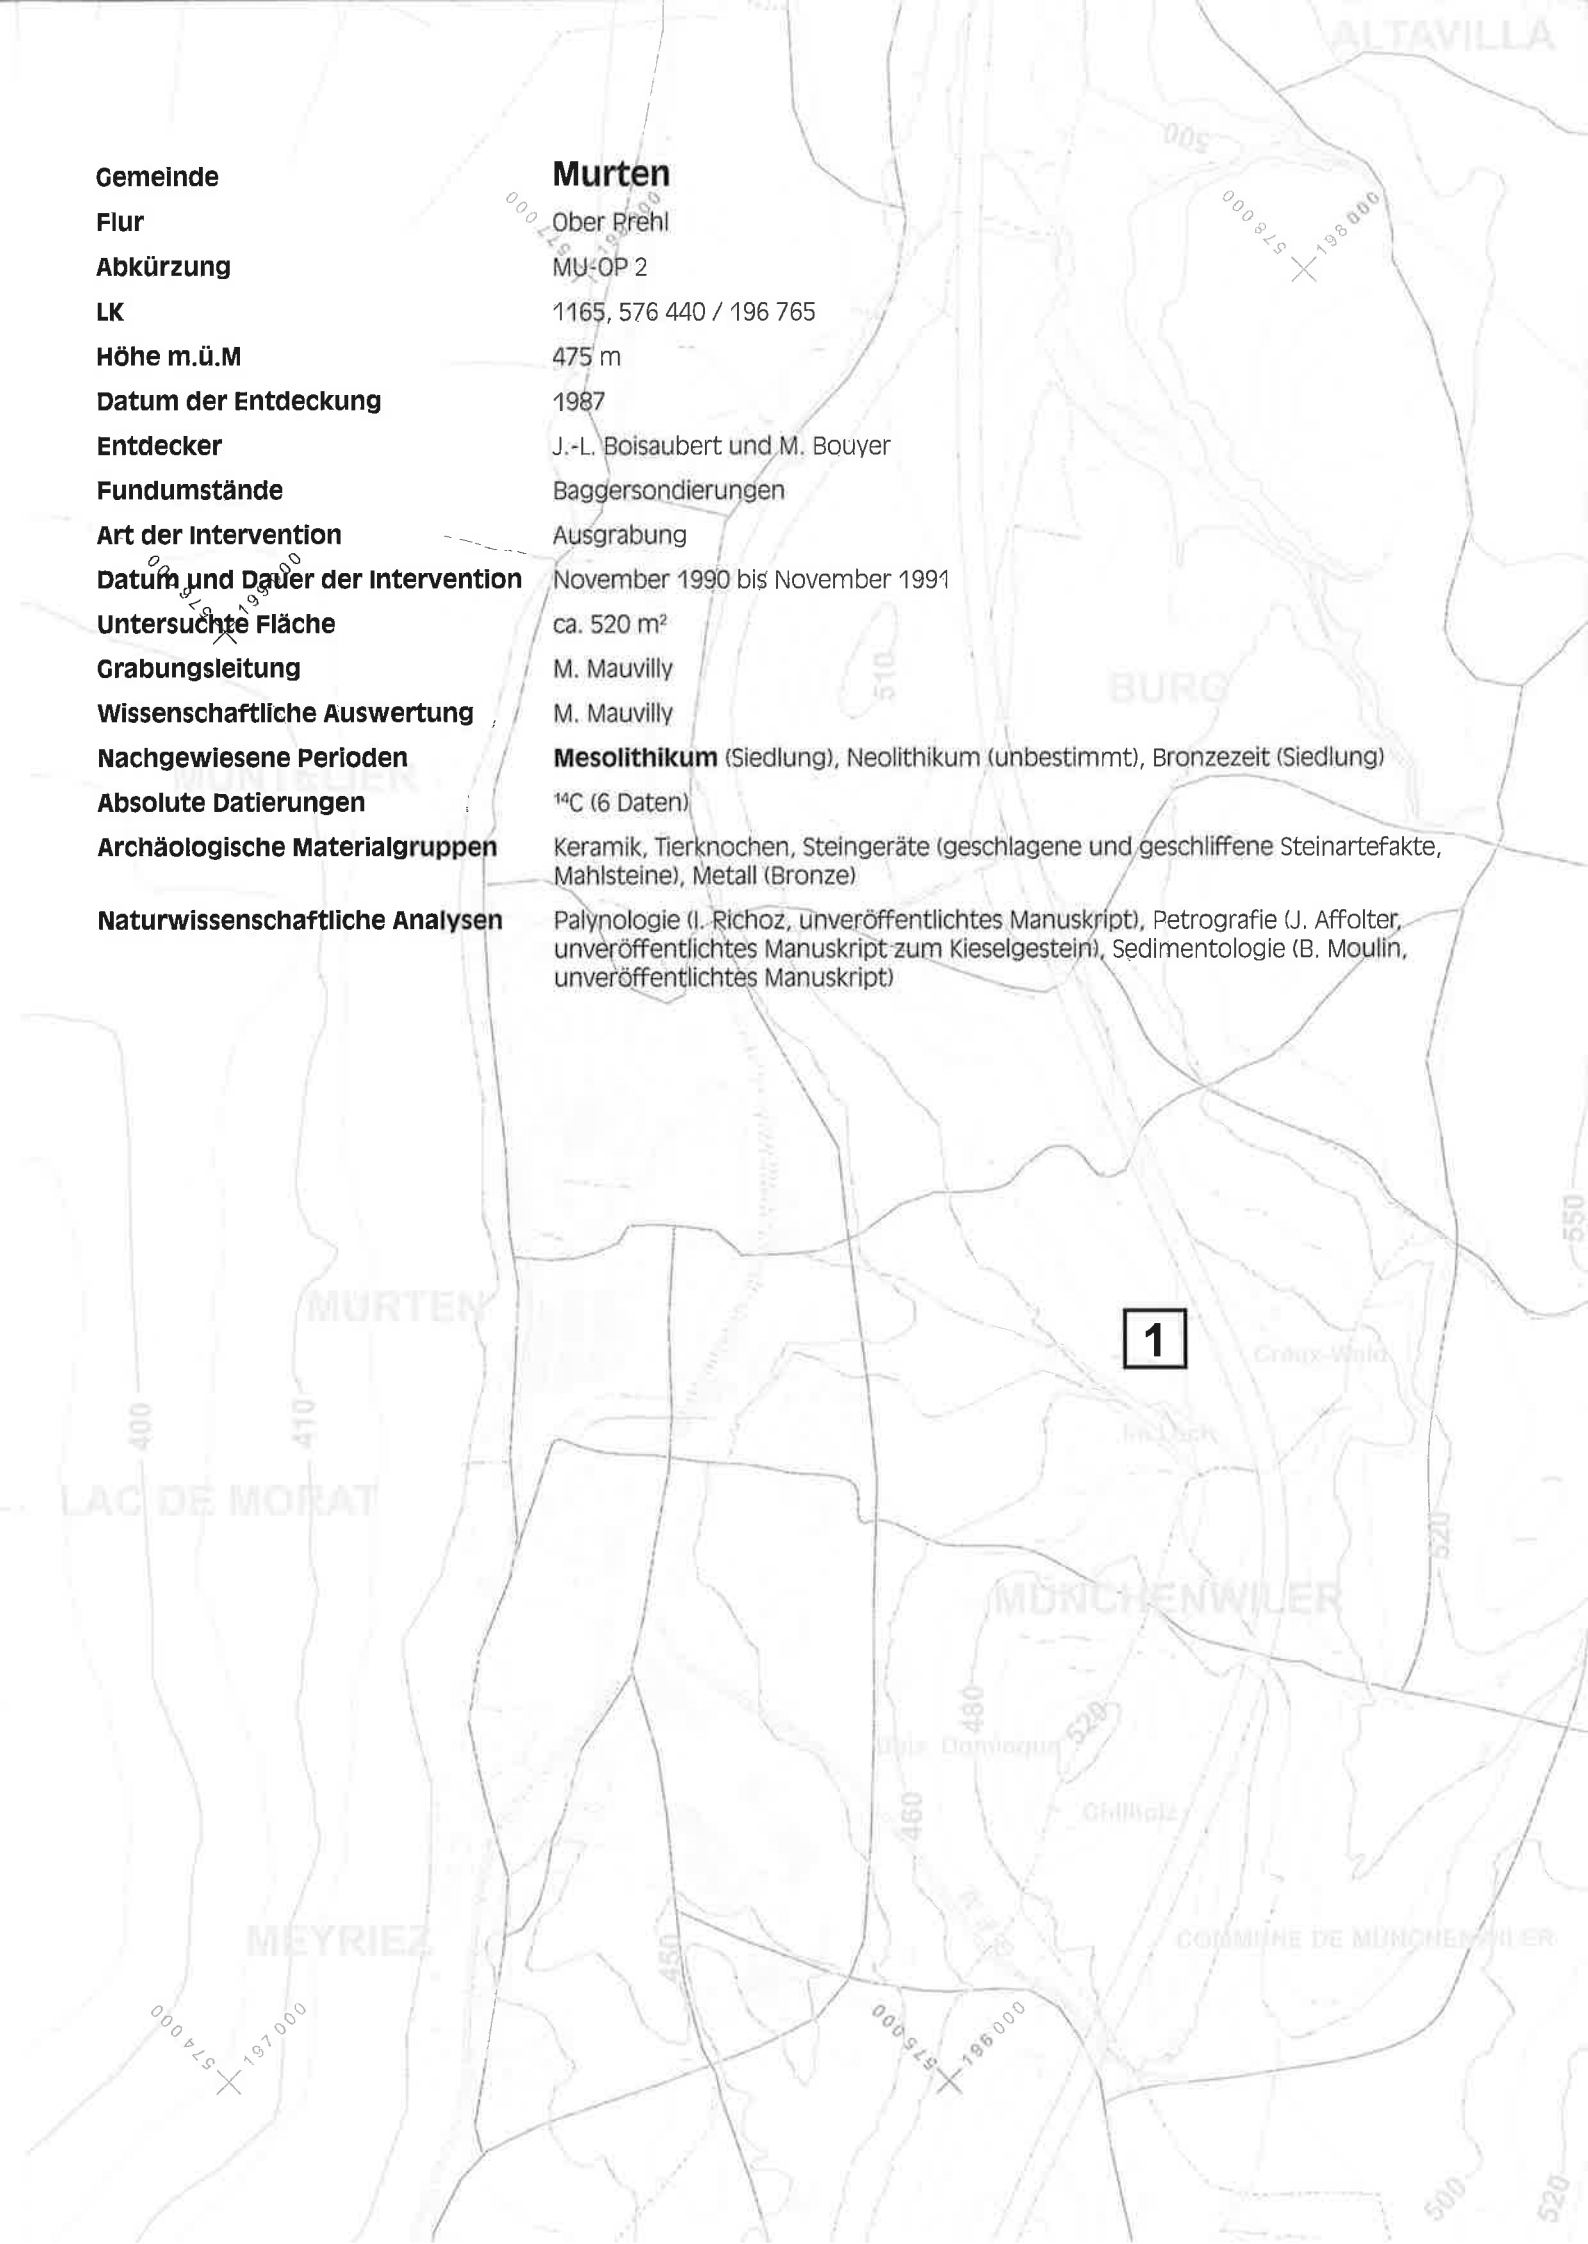 ALTAVILLA
500
Gemeinde Murten
Flur Ober Prehl
577 000 198 000
578 000 198 000
Abkürzung MU-OP 2
LK 1165, 576 440 / 196 765
Höhe m.ü.M 475 m
Datum der Entdeckung 1987
Entdecker J.-L. Boisaubert und M. Bouyer
Fundumstände Baggersondierungen
Art der Intervention Ausgrabung
Datum und Dauer der Intervention November 1990 bis November 1991
Untersuchte Fläche ca. 520 m²
Grabungsleitung M. Mauvilly
510
BURG
Wissenschaftliche Auswertung M. Mauvilly
Nachgewiesene Perioden Mesolithikum (Siedlung), Neolithikum (unbestimmt), Bronzezeit (Siedlung)
MUNTELIER
Absolute Datierungen ¹⁴C (6 Daten)
Archäologische Materialgruppen Keramik, Tierknochen, Steingeräte (geschlagene und geschliffene Steinartefakte,
Mahlsteine), Metall (Bronze)
Naturwissenschaftliche Analysen Palynologie (I. Richoz, unveröffentlichtes Manuskript), Petrografie (J. Affolter,
unveröffentlichtes Manuskript zum Kieselgestein), Sedimentologie (B. Moulin,
unveröffentlichtes Manuskript)
550
MURTEN
1
400
410
LAC DE MORAT
520
MÜNCHENWILER
480
520
460
MEYRIEZ
450
COMMUNE DE MÜNCHENWILER
574 000 197 000
575 000 196 000
500
520